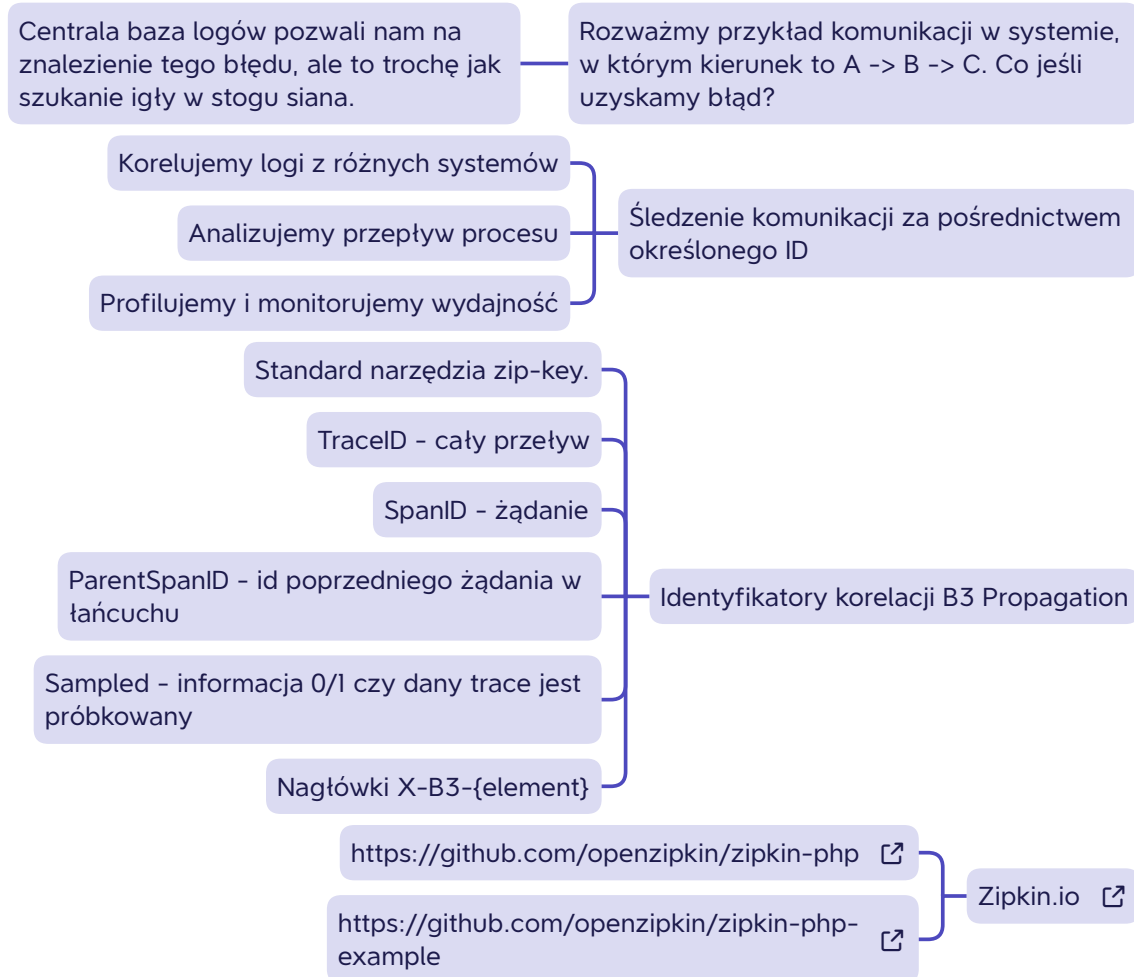 Centrala baza logów pozwali nam na
znalezienie tego błędu, ale to trochę jak
szukanie igły w stogu siana.
Rozważmy przykład komunikacji w systemie,
w którym kierunek to A -> B -> C. Co jeśli
uzyskamy błąd?
Korelujemy logi z różnych systemów
Analizujemy przepływ procesu
Profilujemy i monitorujemy wydajność
Śledzenie komunikacji za pośrednictwem
określonego ID
Standard narzędzia zip-key.
TraceID - cały przeływ
SpanID - żądanie
ParentSpanID - id poprzedniego żądania w
łańcuchu
Sampled - informacja 0/1 czy dany trace jest
próbkowany
Nagłówki X-B3-{element}
Identyfikatory korelacji B3 Propagation
https://github.com/openzipkin/zipkin-php
https://github.com/openzipkin/zipkin-php-
example
Zipkin.io